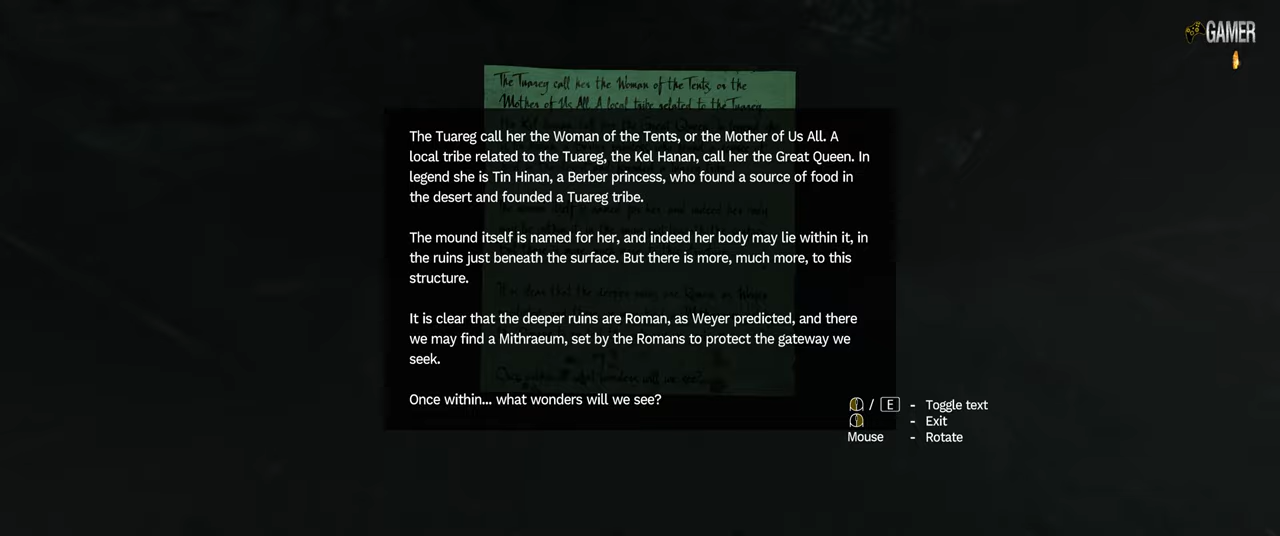 GAMER
The Tuareg call her the Woman of the Tents, or the
Mother of Us All. A local tribe related to the Tuareg,
The Tuareg call her the Woman of the Tents, or the Mother of Us All. A
local tribe related to the Tuareg, the Kel Hanan, call her the Great Queen. In
legend she is Tin Hinan, a Berber princess, who found a source of food in
the desert and founded a Tuareg tribe.
The mound itself is named for her, and indeed her body may lie within it, in
the ruins just beneath the surface. But there is more, much more, to this
structure.
It is clear that the deeper ruins are Roman, as Weyer predicted, and there
we may find a Mithraeum, set by the Romans to protect the gateway we
seek.
Once within... what wonders will we see?
/ E - Toggle text
- Exit
Mouse - Rotate